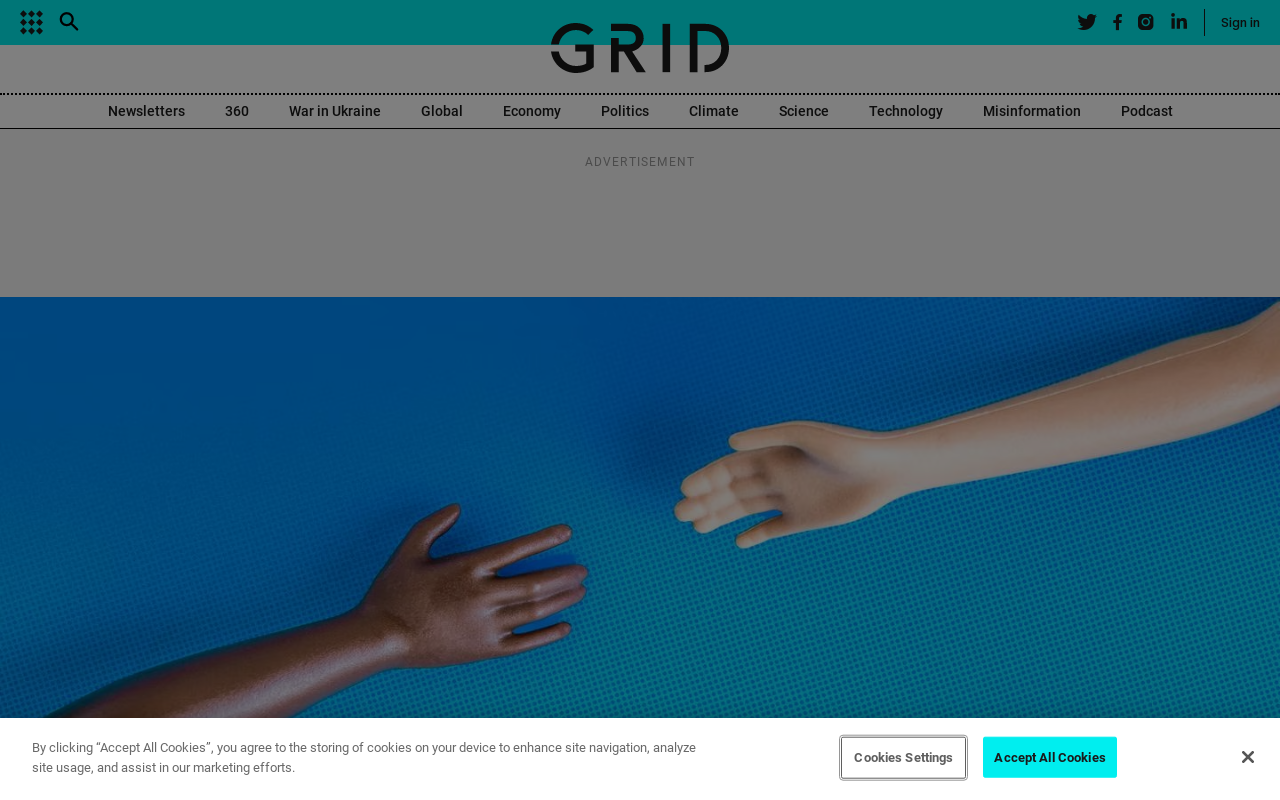 Sign in
GRID
Newsletters 360 War in Ukraine Global Economy Politics Climate Science Technology Misinformation Podcast
ADVERTISEMENT
By clicking “Accept All Cookies”, you agree to the storing of cookies on your device to enhance site navigation, analyze
site usage, and assist in our marketing efforts.
Cookies Settings
Accept All Cookies